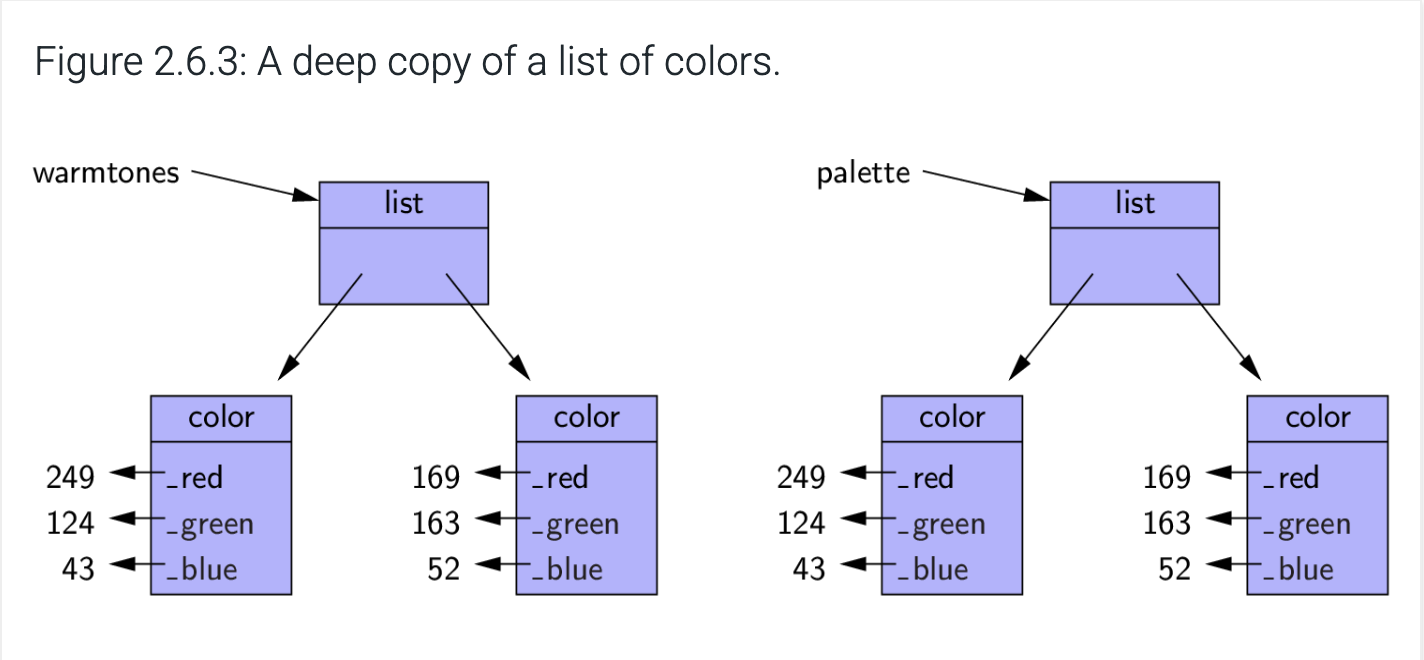 Figure 2.6.3: A deep copy of a list of colors.
warmtones
list
palette
list
color
color
color
color
249 _red
169 _red
249 _red
169 _red
124 _green
163 _green
124 _green
163 _green
43 _blue
52 _blue
43 _blue
52 _blue